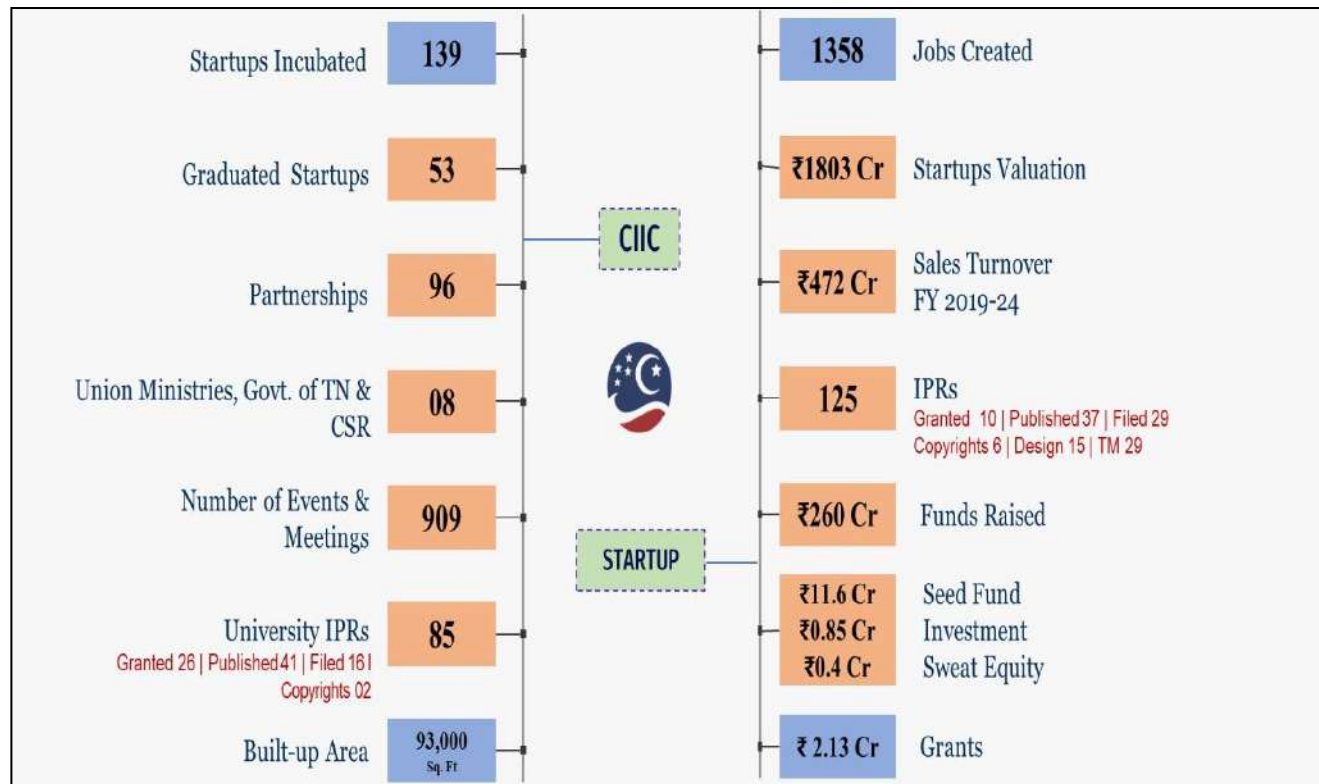 Startups Incubated
139
Graduated Startups
53
Partnerships
96
Union Ministries, Govt. of TN &
CSR
08
Number of Events &
Meetings
909
University IPRs
85
Granted 26 | Published 41 | Filed 16 |
Copyrights 02
Built-up Area
93,000
Sq. Ft
CIIC
STARTUP
1358
Jobs Created
₹1803 Cr
Startups Valuation
₹472 Cr
Sales Turnover
FY 2019-24
125
IPRs
Granted 10 | Published 37 | Filed 29
Copyrights 6 | Design 15 | TM 29
₹260 Cr
Funds Raised
₹11.6 Cr Seed Fund
₹0.85 Cr Investment
₹0.4 Cr Sweat Equity
₹ 2.13 Cr
Grants